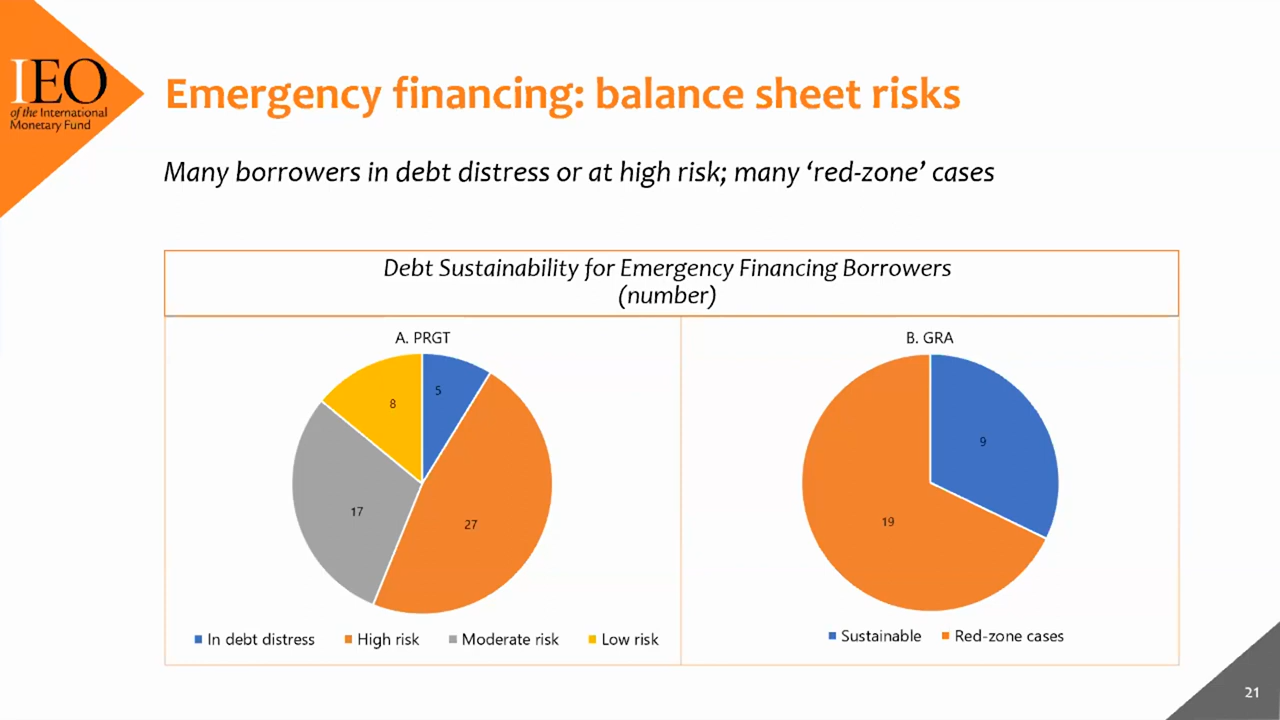 IEO
of the International
Monetary Fund
Emergency financing: balance sheet risks
Many borrowers in debt distress or at high risk; many ‘red-zone’ cases
Debt Sustainability for Emergency Financing Borrowers
(number)
A. PRGT
5
8
17
27
In debt distress
High risk
Moderate risk
Low risk
B. GRA
9
19
Sustainable
Red-zone cases
21